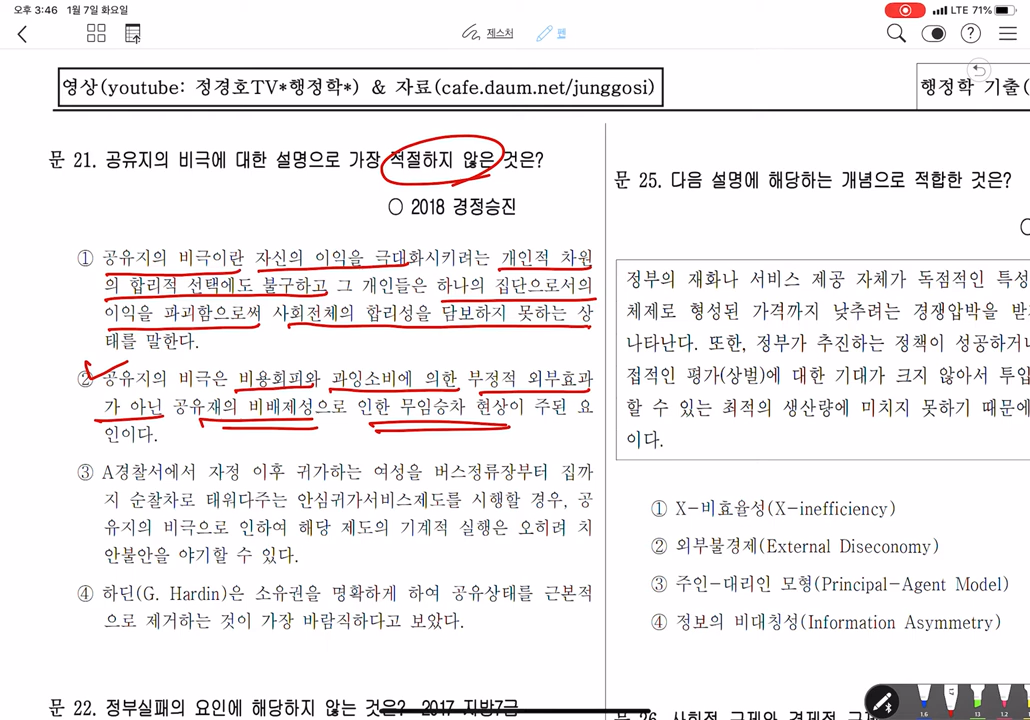 오후 3:46 1월 7일 화요일
LTE 71%
제스처
펜
영상(youtube: 정경호TV*행정학*) & 자료(cafe.daum.net/junggosi)
행정학 기출(
문 21. 공유지의 비극에 대한 설명으로 가장 적절하지 않은 것은?
○ 2018 경정승진
① 공유지의 비극이란 자신의 이익을 극대화시키려는 개인적 차원
의 합리적 선택에도 불구하고 그 개인들은 하나의 집단으로서의
이익을 파괴함으로써 사회전체의 합리성을 담보하지 못하는 상
태를 말한다.
② 공유지의 비극은 비용회피와 과잉소비에 의한 부정적 외부효과
가 아닌 공유재의 비배제성으로 인한 무임승차 현상이 주된 요
인이다.
③ A경찰서에서 자정 이후 귀가하는 여성을 버스정류장부터 집까
지 순찰차로 태워다주는 안심귀가서비스제도를 시행할 경우, 공
유지의 비극으로 인하여 해당 제도의 기계적 실행은 오히려 치
안불안을 야기할 수 있다.
④ 하딘(G. Hardin)은 소유권을 명확하게 하여 공유상태를 근본적
으로 제거하는 것이 가장 바람직하다고 보았다.
문 22. 정부실패의 요인에 해당하지 않는 것은? 2017 지방7급
문 25. 다음 설명에 해당하는 개념으로 적합한 것은?
정부의 재화나 서비스 제공 자체가 독점적인 특성
체제로 형성된 가격까지 낮추려는 경쟁압박을 받
나타난다. 또한, 정부가 추진하는 정책이 성공하거나
접적인 평가(상벌)에 대한 기대가 크지 않아서 투입
할 수 있는 최적의 생산량에 미치지 못하기 때문에
이다.
① X-비효율성(X-inefficiency)
② 외부불경제(External Diseconomy)
③ 주인-대리인 모형(Principal-Agent Model)
④ 정보의 비대칭성(Information Asymmetry)